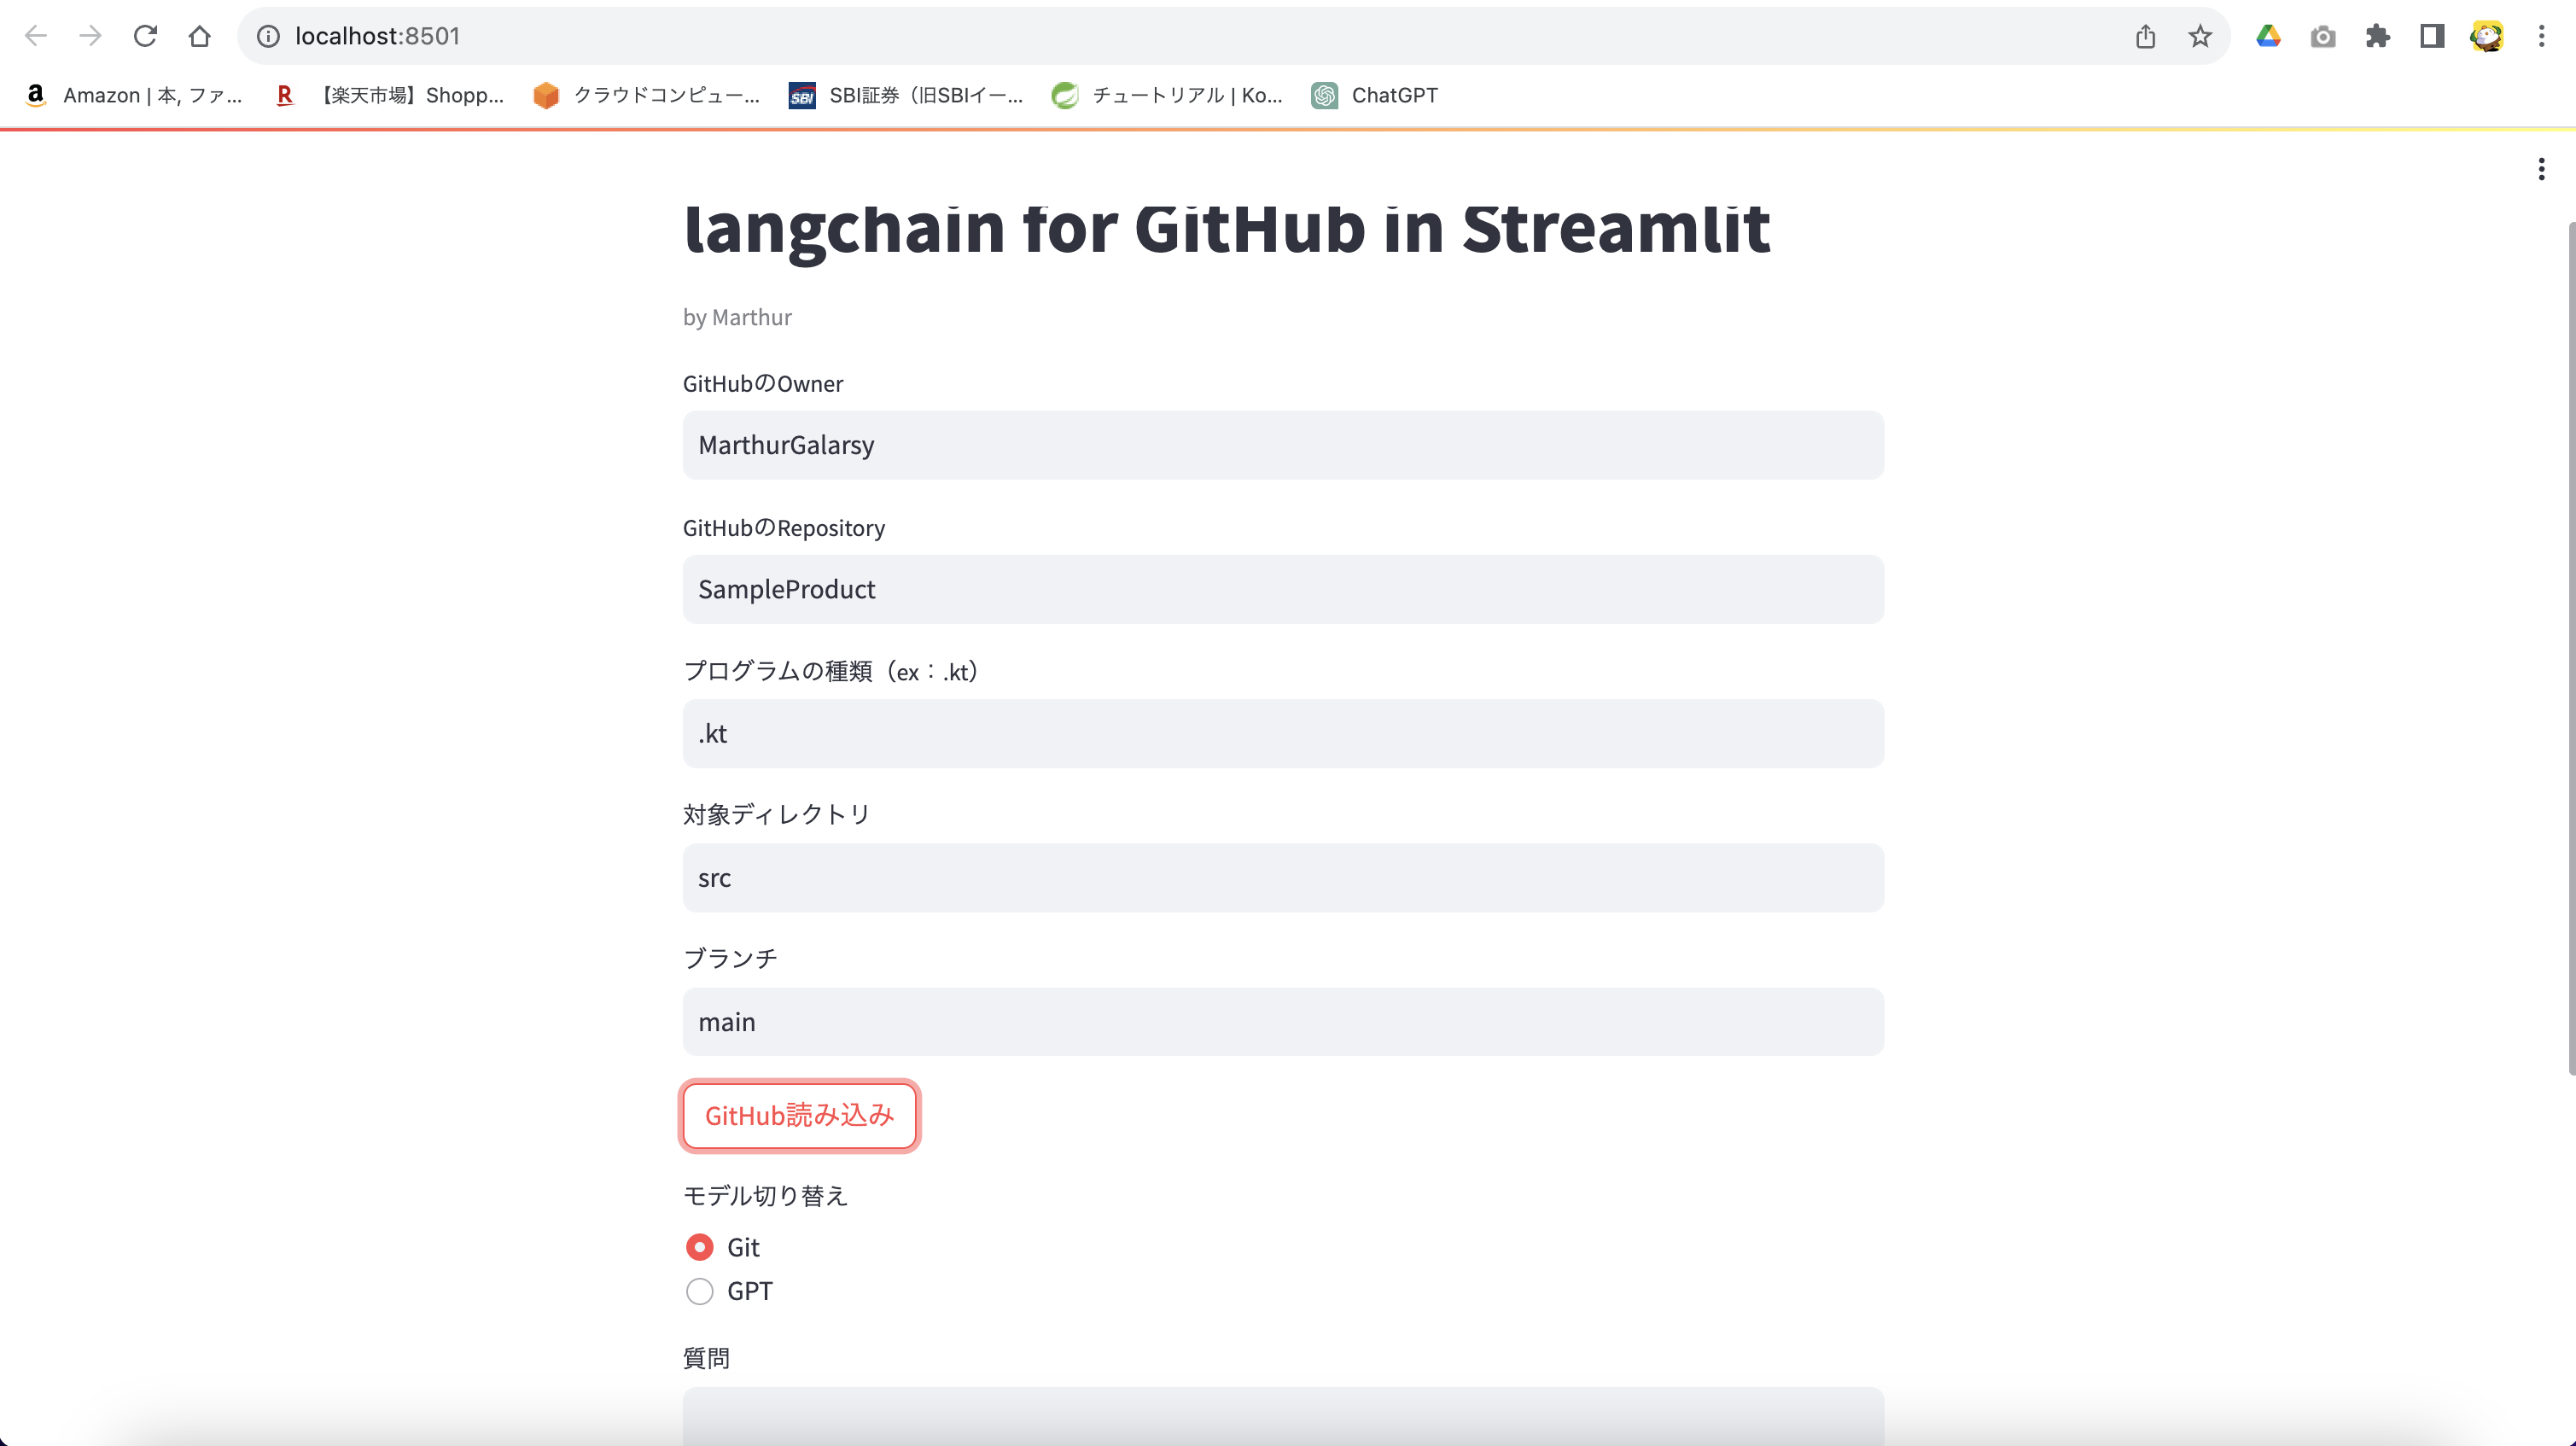 localhost:8501
Amazon | 本, ファ... 【楽天市場】Shopp... クラウドコンピュー... SBI SBI証券（旧SBIイー... チュートリアル | Ko... ChatGPT
langchain for GitHub in Streamlit
by Marthur
GitHubのOwner
MarthurGalarsy
GitHubのRepository
SampleProduct
プログラムの種類（ex：.kt）
.kt
対象ディレクトリ
src
ブランチ
main
GitHub読み込み
モデル切り替え
Git
GPT
質問